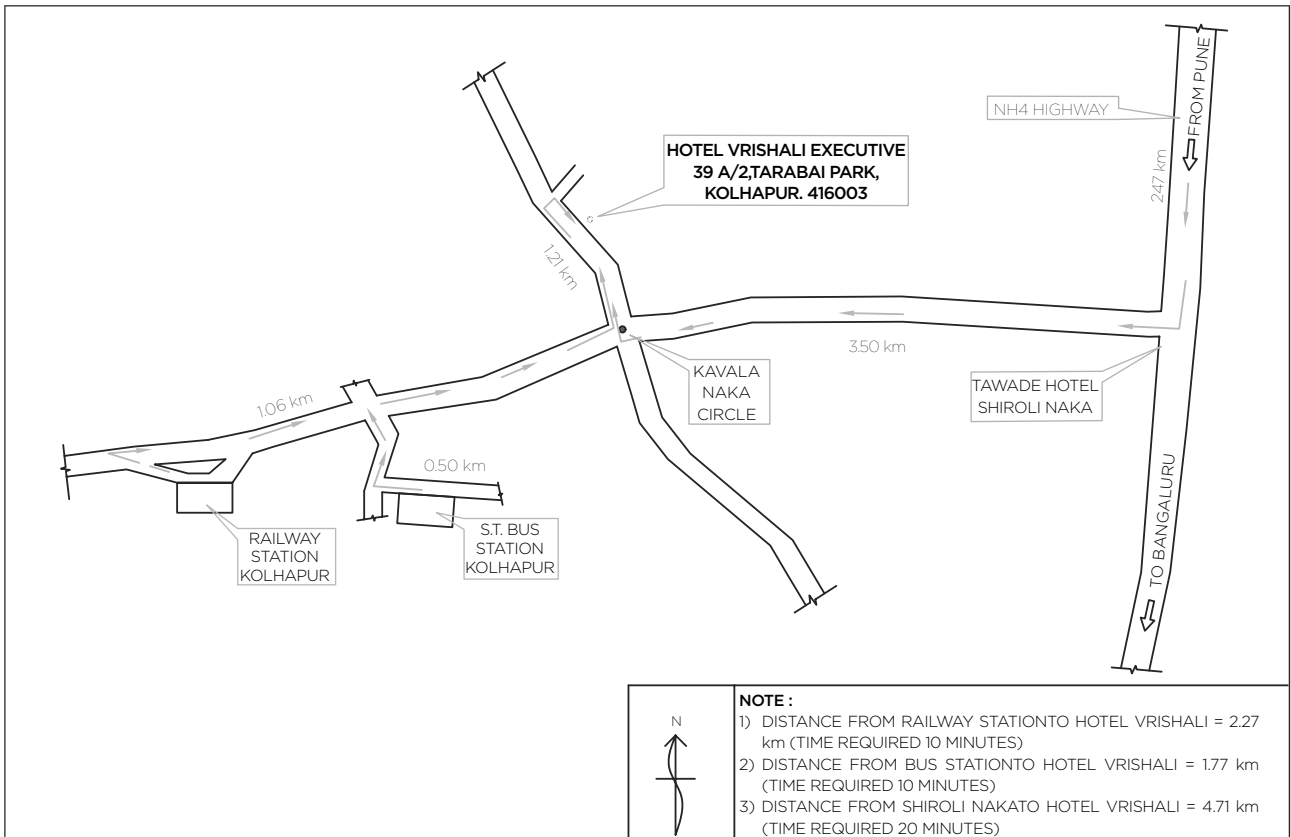 FROM PUNE
NH4 HIGHWAY
247 km
HOTEL VRISHALI EXECUTIVE
39 A/2,TARABAI PARK,
KOLHAPUR. 416003
1.21 km
3.50 km
KAVALA
NAKA
CIRCLE
TAWADE HOTEL
SHIROLI NAKA
1.06 km
0.50 km
RAILWAY
STATION
KOLHAPUR
S.T. BUS
STATION
KOLHAPUR
TO BANGALURU
N
NOTE :
1) DISTANCE FROM RAILWAY STATIONTO HOTEL VRISHALI = 2.27
km (TIME REQUIRED 10 MINUTES)
2) DISTANCE FROM BUS STATIONTO HOTEL VRISHALI = 1.77 km
(TIME REQUIRED 10 MINUTES)
3) DISTANCE FROM SHIROLI NAKATO HOTEL VRISHALI = 4.71 km
(TIME REQUIRED 20 MINUTES)